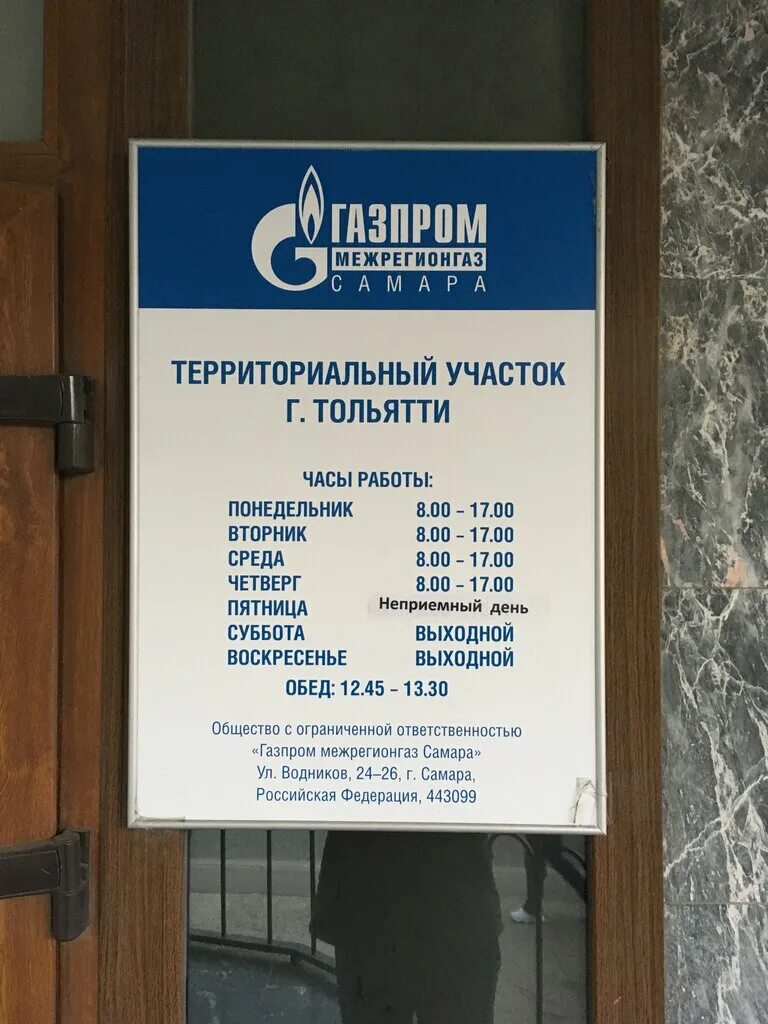 ГАЗПРОМ
МЕЖРЕГИОНГАЗ
САМАРА
ТЕРРИТОРИАЛЬНЫЙ УЧАСТОК
Г. ТОЛЬЯТТИ
ЧАСЫ РАБОТЫ:
ПОНЕДЕЛЬНИК 8.00 – 17.00
ВТОРНИК 8.00 – 17.00
СРЕДА 8.00 – 17.00
ЧЕТВЕРГ 8.00 – 17.00
ПЯТНИЦА Неприемный день
СУББОТА ВЫХОДНОЙ
ВОСКРЕСЕНЬЕ ВЫХОДНОЙ
ОБЕД: 12.45 – 13.30
Общество с ограниченной ответственностью
«Газпром межрегионгаз Самара»
Ул. Водников, 24–26, г. Самара,
Российская Федерация, 443099